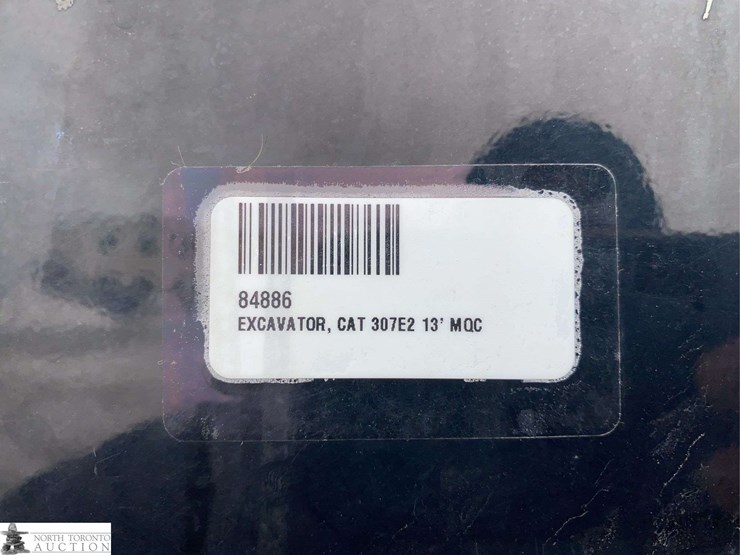 84886
EXCAVATOR, CAT 307E2 13' MQC
NORTH TORONTO
AUCTION